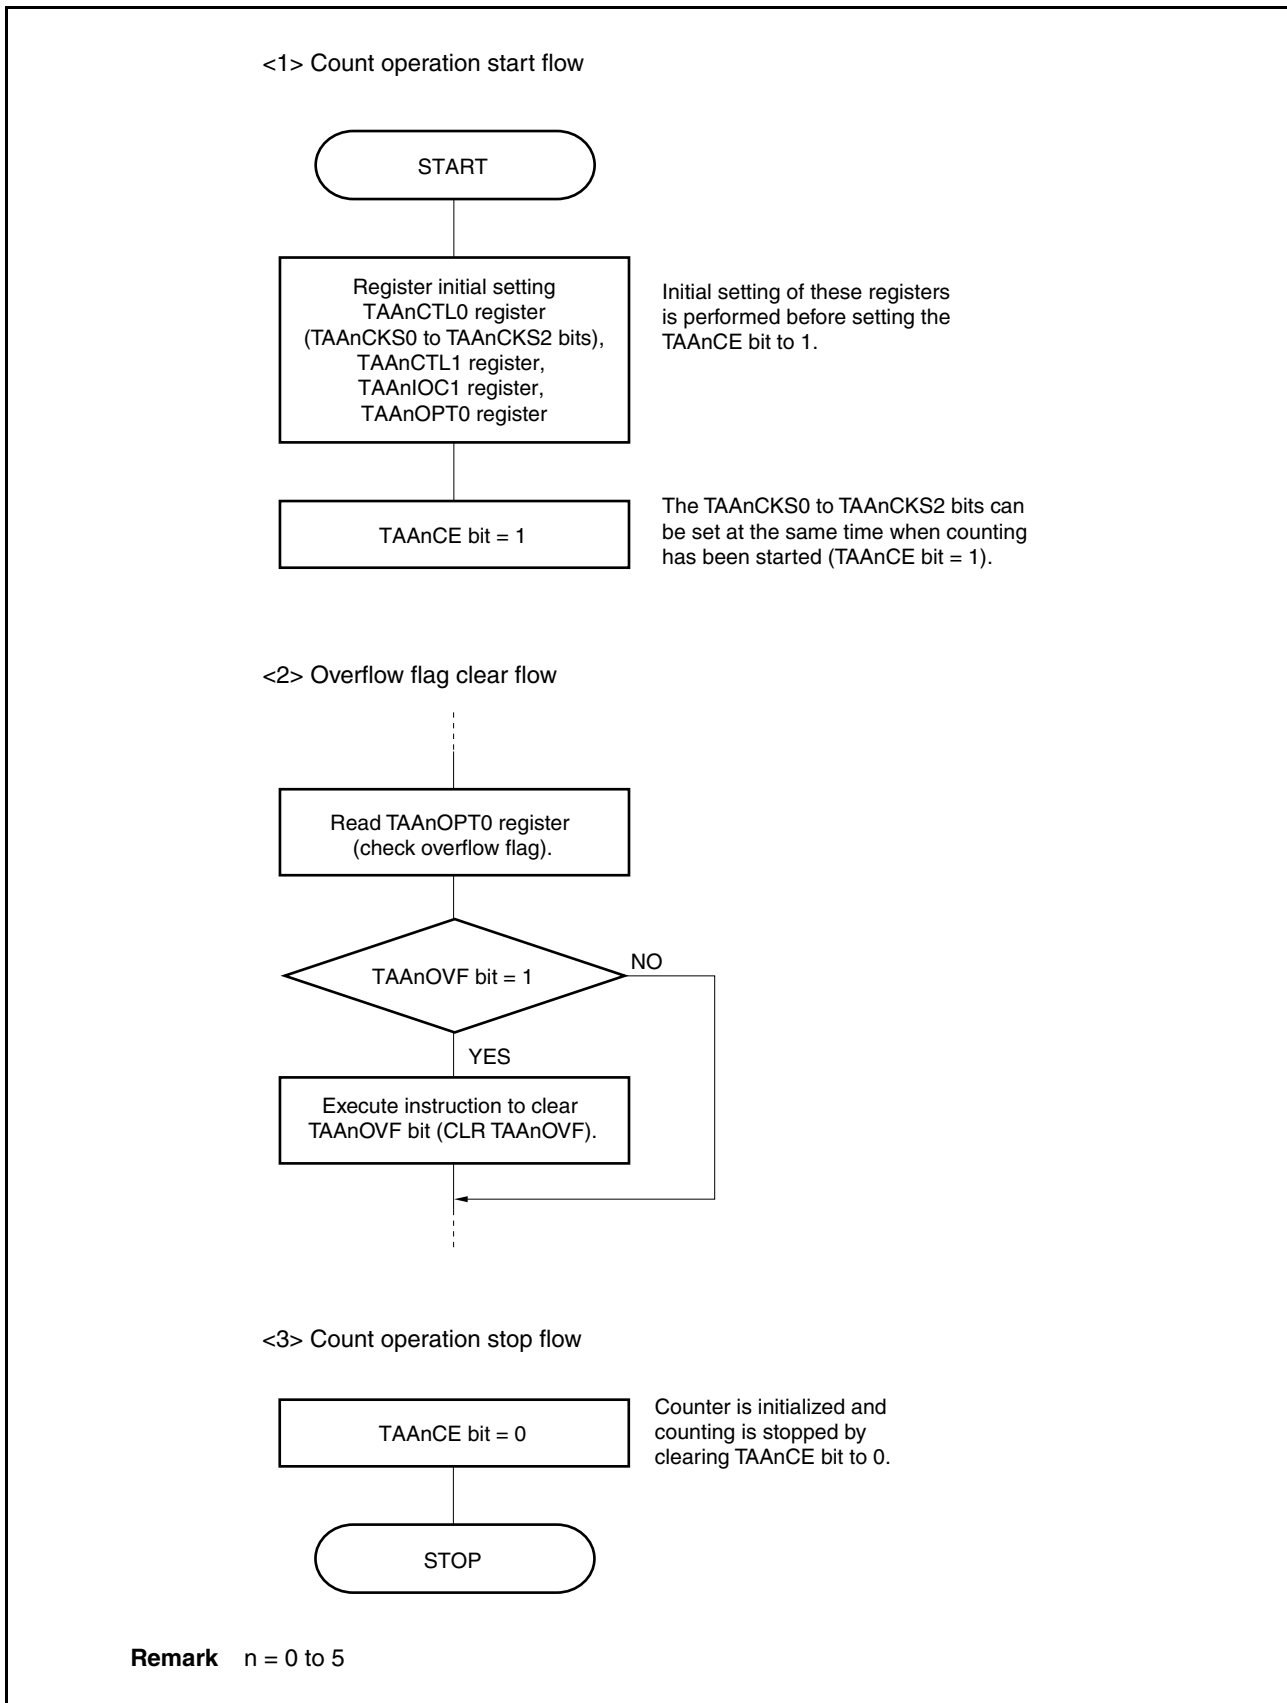 <1> Count operation start flow
START
Register initial setting
TAAnCTL0 register
(TAAnCKS0 to TAAnCKS2 bits),
TAAnCTL1 register,
TAAnIOC1 register,
TAAnOPT0 register
Initial setting of these registers
is performed before setting the
TAAnCE bit to 1.
TAAnCE bit = 1
The TAAnCKS0 to TAAnCKS2 bits can
be set at the same time when counting
has been started (TAAnCE bit = 1).
<2> Overflow flag clear flow
Read TAAnOPT0 register
(check overflow flag).
TAAnOVF bit = 1
NO
YES
Execute instruction to clear
TAAnOVF bit (CLR TAAnOVF).
<3> Count operation stop flow
TAAnCE bit = 0
Counter is initialized and
counting is stopped by
clearing TAAnCE bit to 0.
STOP
Remark n = 0 to 5